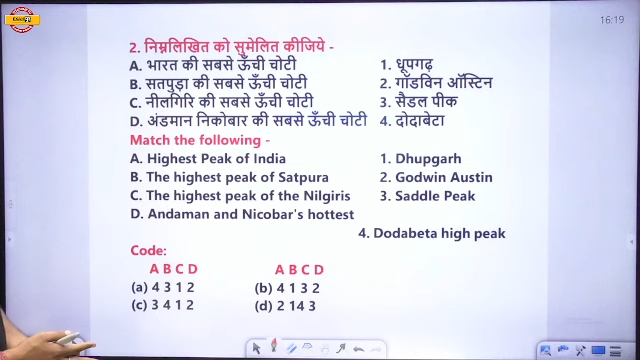 16:19
2. निम्नलिखित को सुमेलित कीजिये -
A. भारत की सबसे ऊँची चोटी 1. धूपगढ़
B. सतपुड़ा की सबसे ऊँची चोटी 2. गॉडविन ऑस्टिन
C. नीलगिरि की सबसे ऊँची चोटी 3. सैडल पीक
D. अंडमान निकोबार की सबसे ऊँची चोटी 4. दोदाबेटा
Match the following -
A. Highest Peak of India 1. Dhupgarh
B. The highest peak of Satpura 2. Godwin Austin
C. The highest peak of the Nilgiris 3. Saddle Peak
D. Andaman and Nicobar's hottest
4. Dodabeta high peak
Code:
A B C D A B C D
(a) 4 3 1 2 (b) 4 1 3 2
(c) 3 4 1 2 (d) 2 14 3